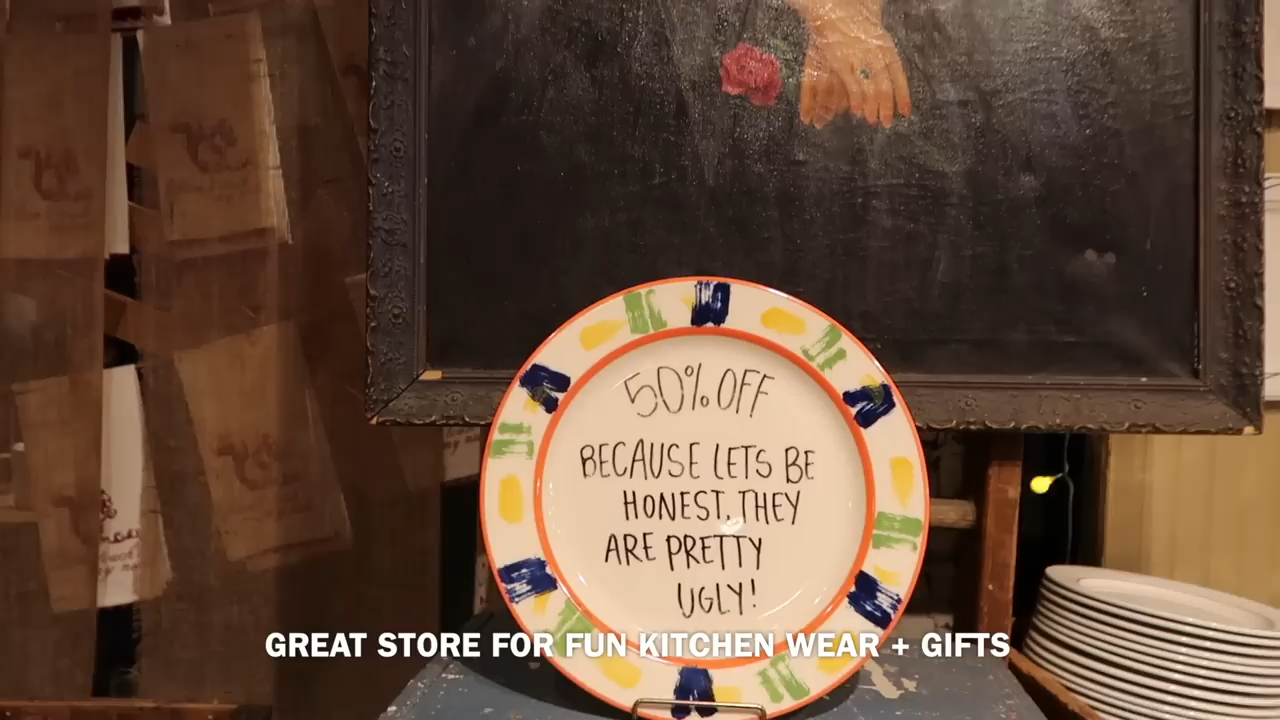 50% OFF
BECAUSE LETS BE
HONEST. THEY
ARE PRETTY
UGLY!
GREAT STORE FOR FUN KITCHEN WEAR + GIFTS